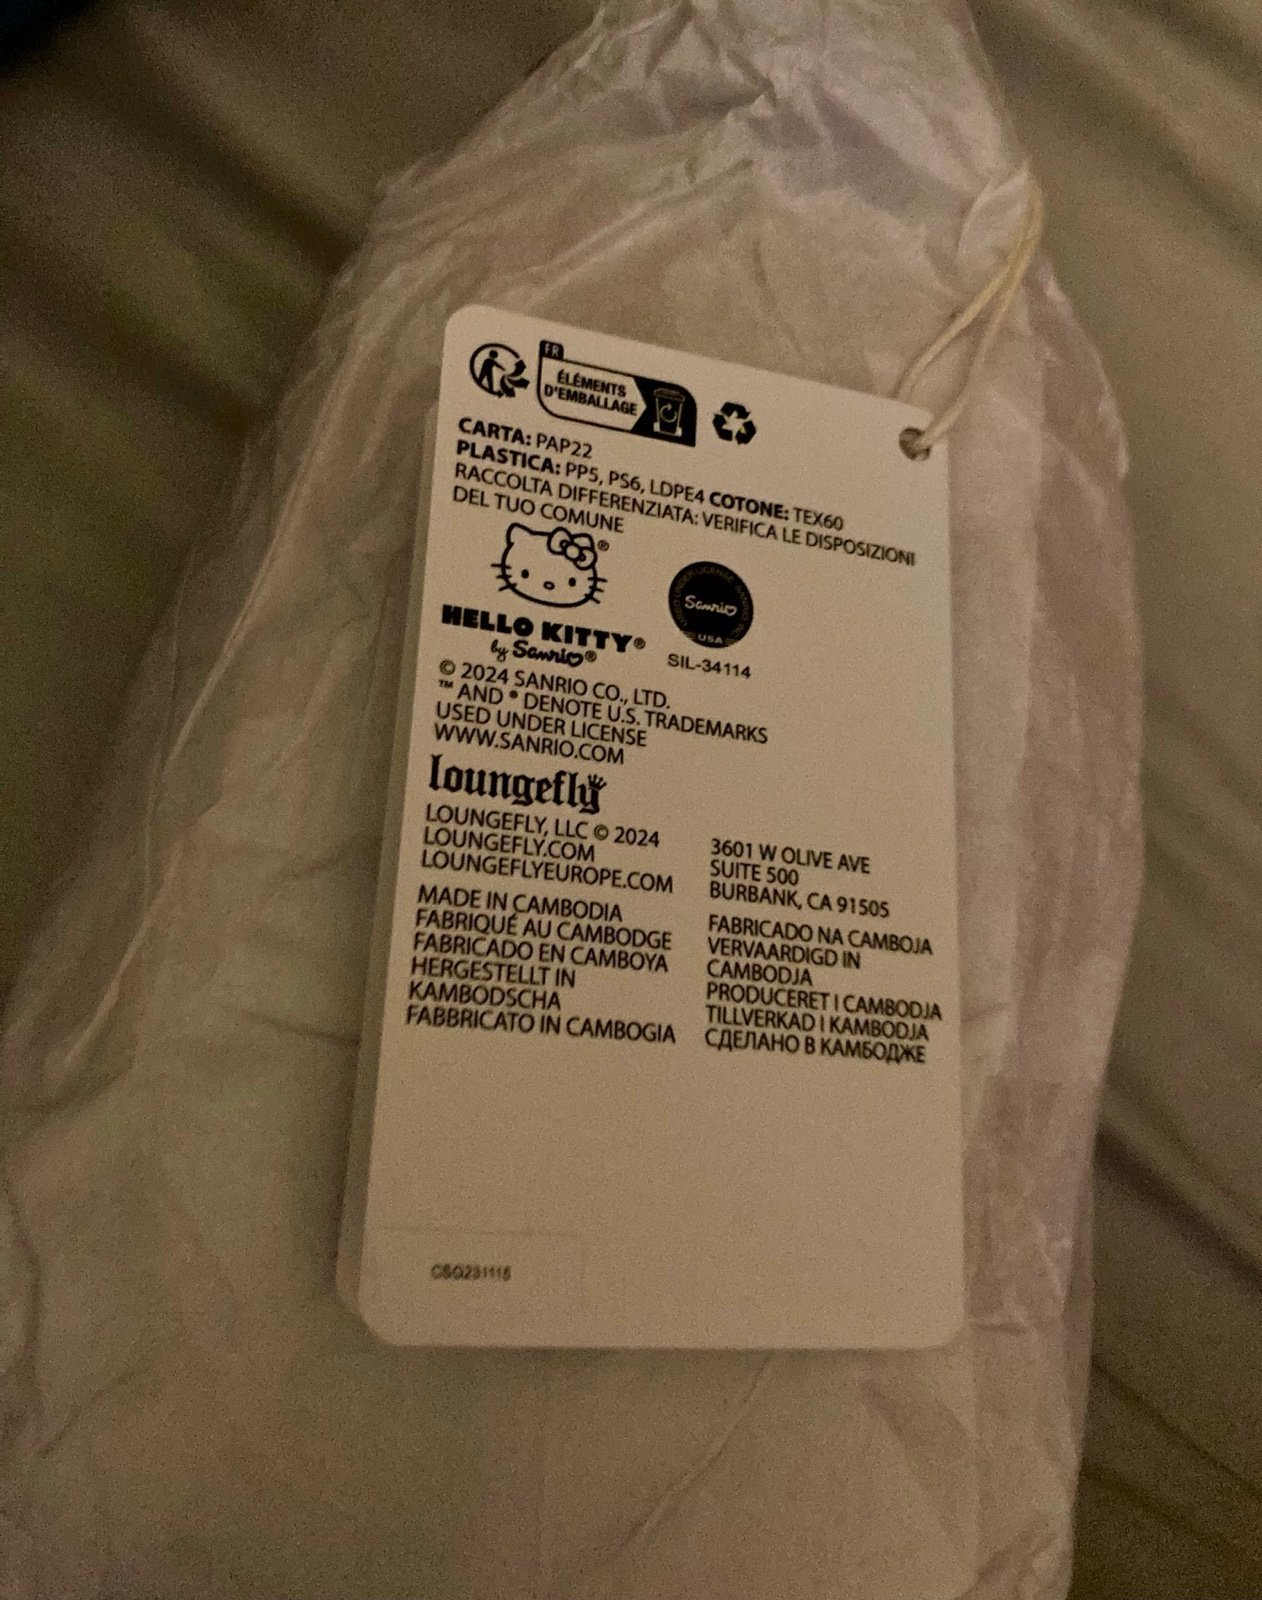 FR
ÉLÉMENTS
D'EMBALLAGE
CARTA: PAP22
PLASTICA: PP5, PS6, LDPE4 COTONE: TEX60
RACCOLTA DIFFERENZIATA: VERIFICA LE DISPOSIZIONI
DEL TUO COMUNE
HELLO KITTY®
by Sanrio®
Sanrio
USA
SIL-34114
© 2024 SANRIO CO., LTD.
™ AND ® DENOTE U.S. TRADEMARKS
USED UNDER LICENSE
WWW.SANRIO.COM
loungefly
LOUNGEFLY, LLC © 2024
LOUNGEFLY.COM
LOUNGEFLYEUROPE.COM
3601 W OLIVE AVE
SUITE 500
BURBANK, CA 91505
MADE IN CAMBODIA
FABRIQUÉ AU CAMBODGE
FABRICADO EN CAMBOYA
HERGESTELLT IN
KAMBODSCHA
FABBRICATO IN CAMBOGIA
FABRICADO NA CAMBOJA
VERVAARDIGD IN
CAMBODJA
PRODUCERET I CAMBODJA
TILLVERKAD I KAMBODJA
СДЕЛАНО В КАМБОДЖЕ